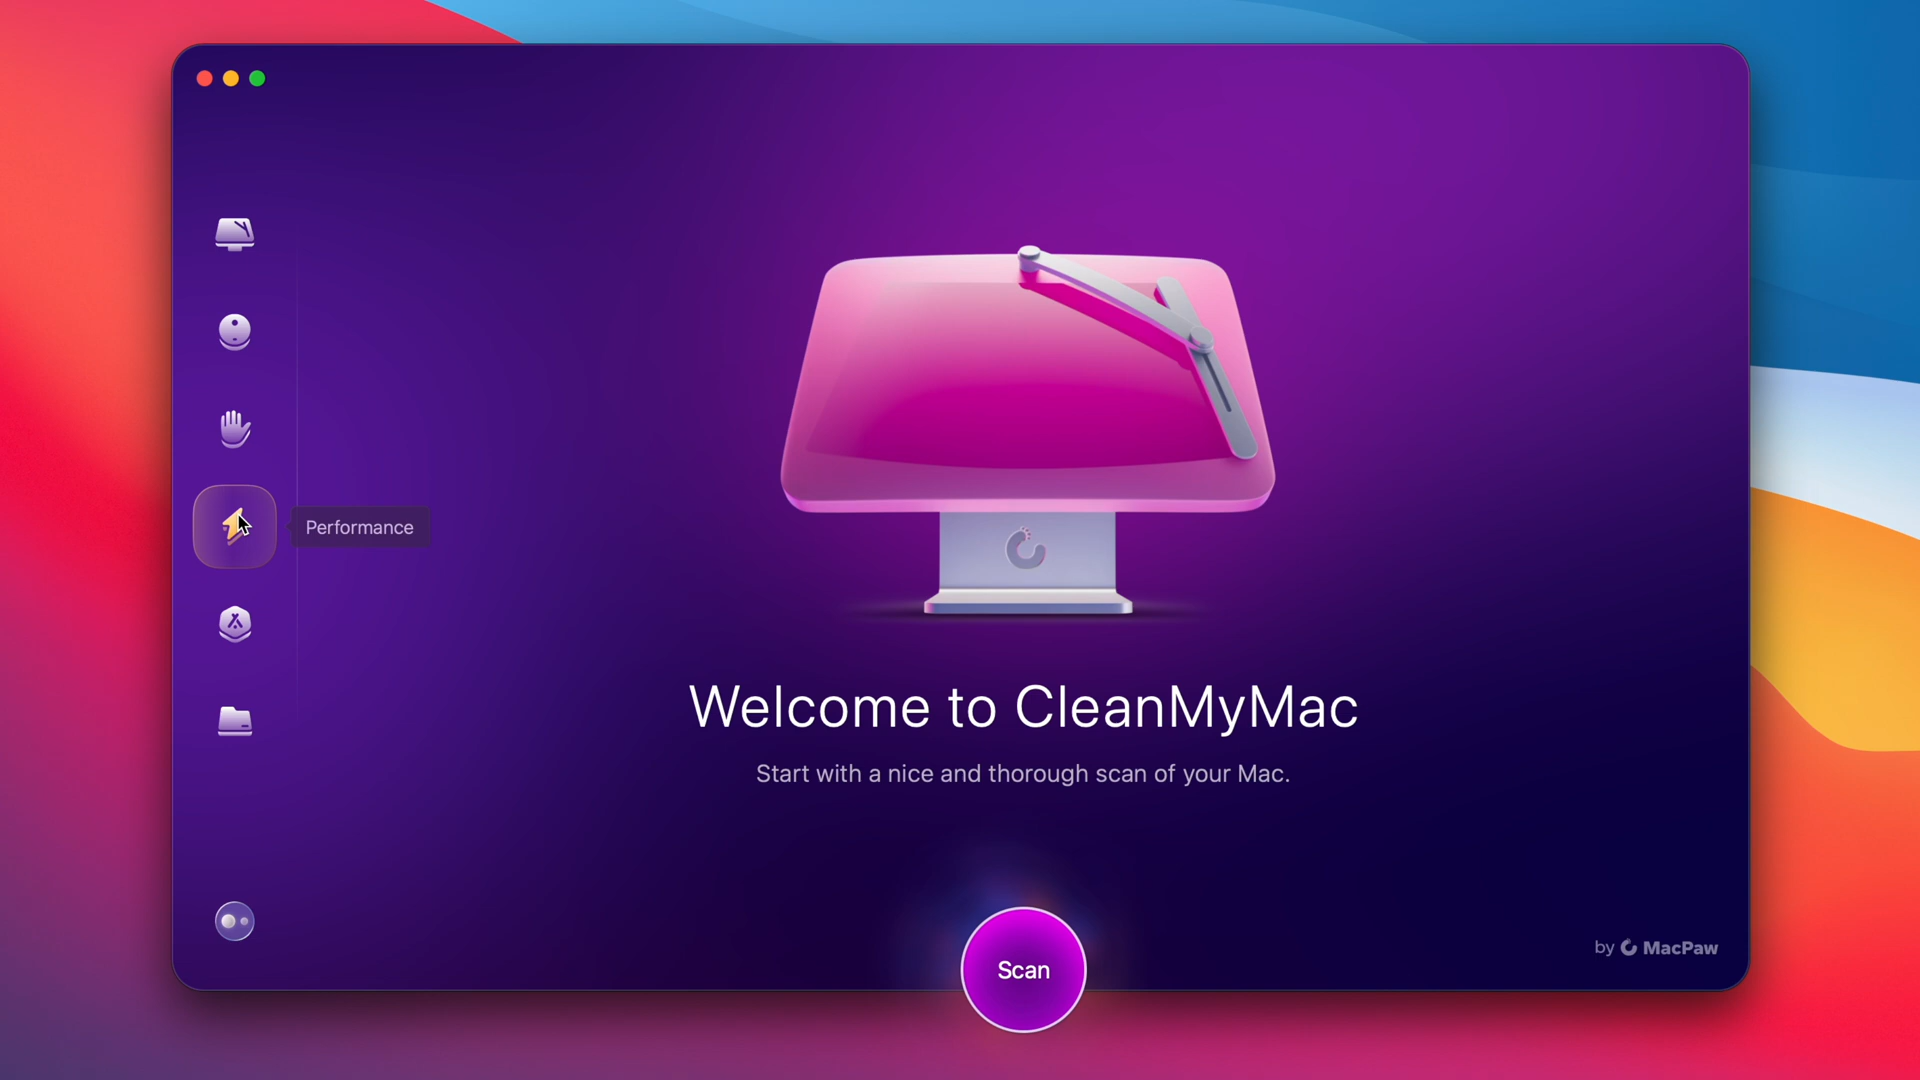 Performance
Welcome to CleanMyMac
Start with a nice and thorough scan of your Mac.
Scan
by MacPaw